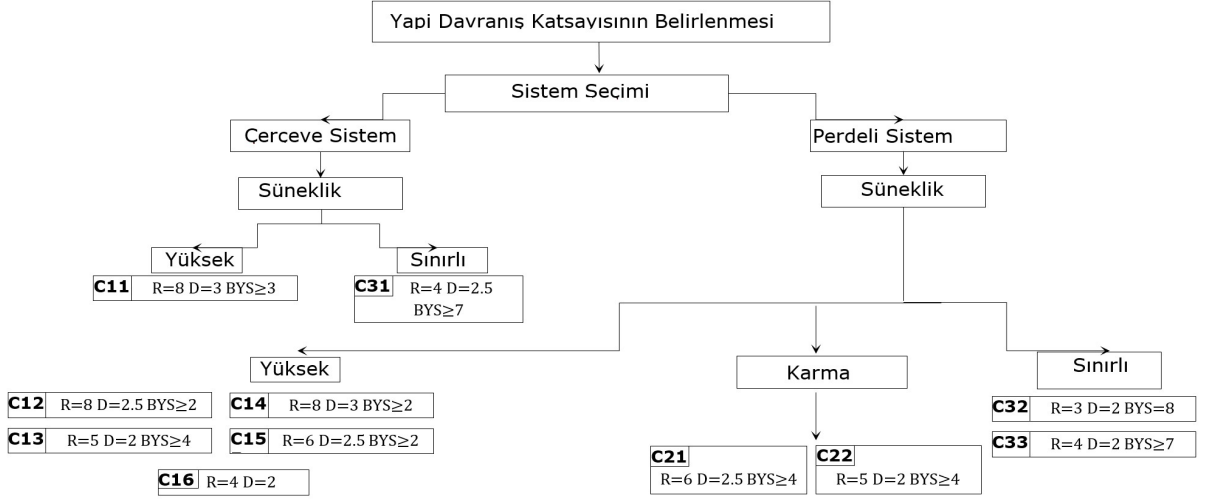 Yapi Davranış Katsayısının Belirlenmesi
Sistem Seçimi
Çerceve Sistem
Perdeli Sistem
Süneklik
Süneklik
Yüksek
Sınırlı
C11 R=8 D=3 BYS≥3
C31 R=4 D=2.5
BYS≥7
Yüksek
Karma
Sınırlı
C12 R=8 D=2.5 BYS≥2
C14 R=8 D=3 BYS≥2
C13 R=5 D=2 BYS≥4
C15 R=6 D=2.5 BYS≥2
C16 R=4 D=2
C21
R=6 D=2.5 BYS≥4
C22
R=5 D=2 BYS≥4
C32 R=3 D=2 BYS=8
C33 R=4 D=2 BYS≥7